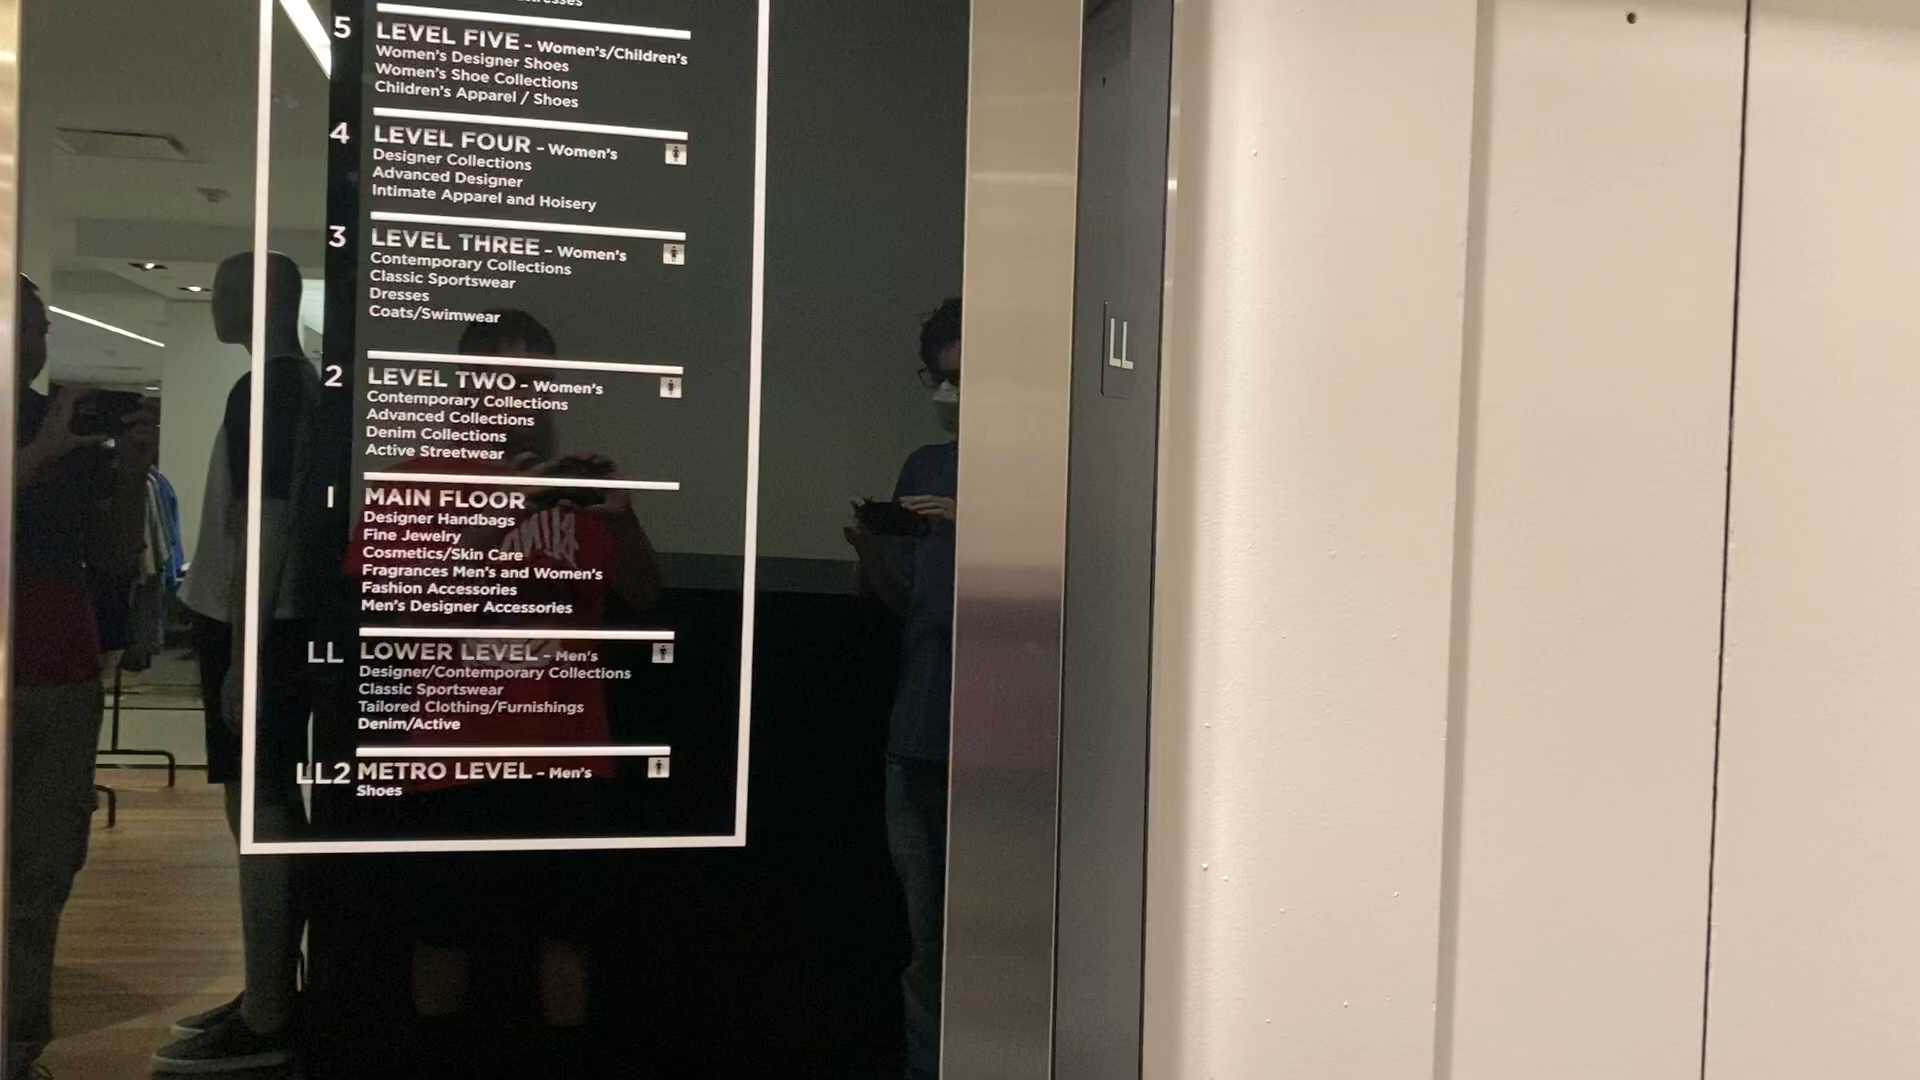 5 LEVEL FIVE - Women's/Children's
Women's Designer Shoes
Women's Shoe Collections
Children's Apparel / Shoes
4 LEVEL FOUR - Women's
Designer Collections
Advanced Designer
Intimate Apparel and Hoisery
3 LEVEL THREE - Women's
Contemporary Collections
Classic Sportswear
Dresses
Coats/Swimwear
2 LEVEL TWO - Women's
Contemporary Collections
Advanced Collections
Denim Collections
Active Streetwear
1 MAIN FLOOR
Designer Handbags
Fine Jewelry
Cosmetics/Skin Care
Fragrances Men's and Women's
Fashion Accessories
Men's Designer Accessories
LL LOWER LEVEL - Men's
Designer/Contemporary Collections
Classic Sportswear
Tailored Clothing/Furnishings
Denim/Active
LL2 METRO LEVEL - Men's
Shoes
LL